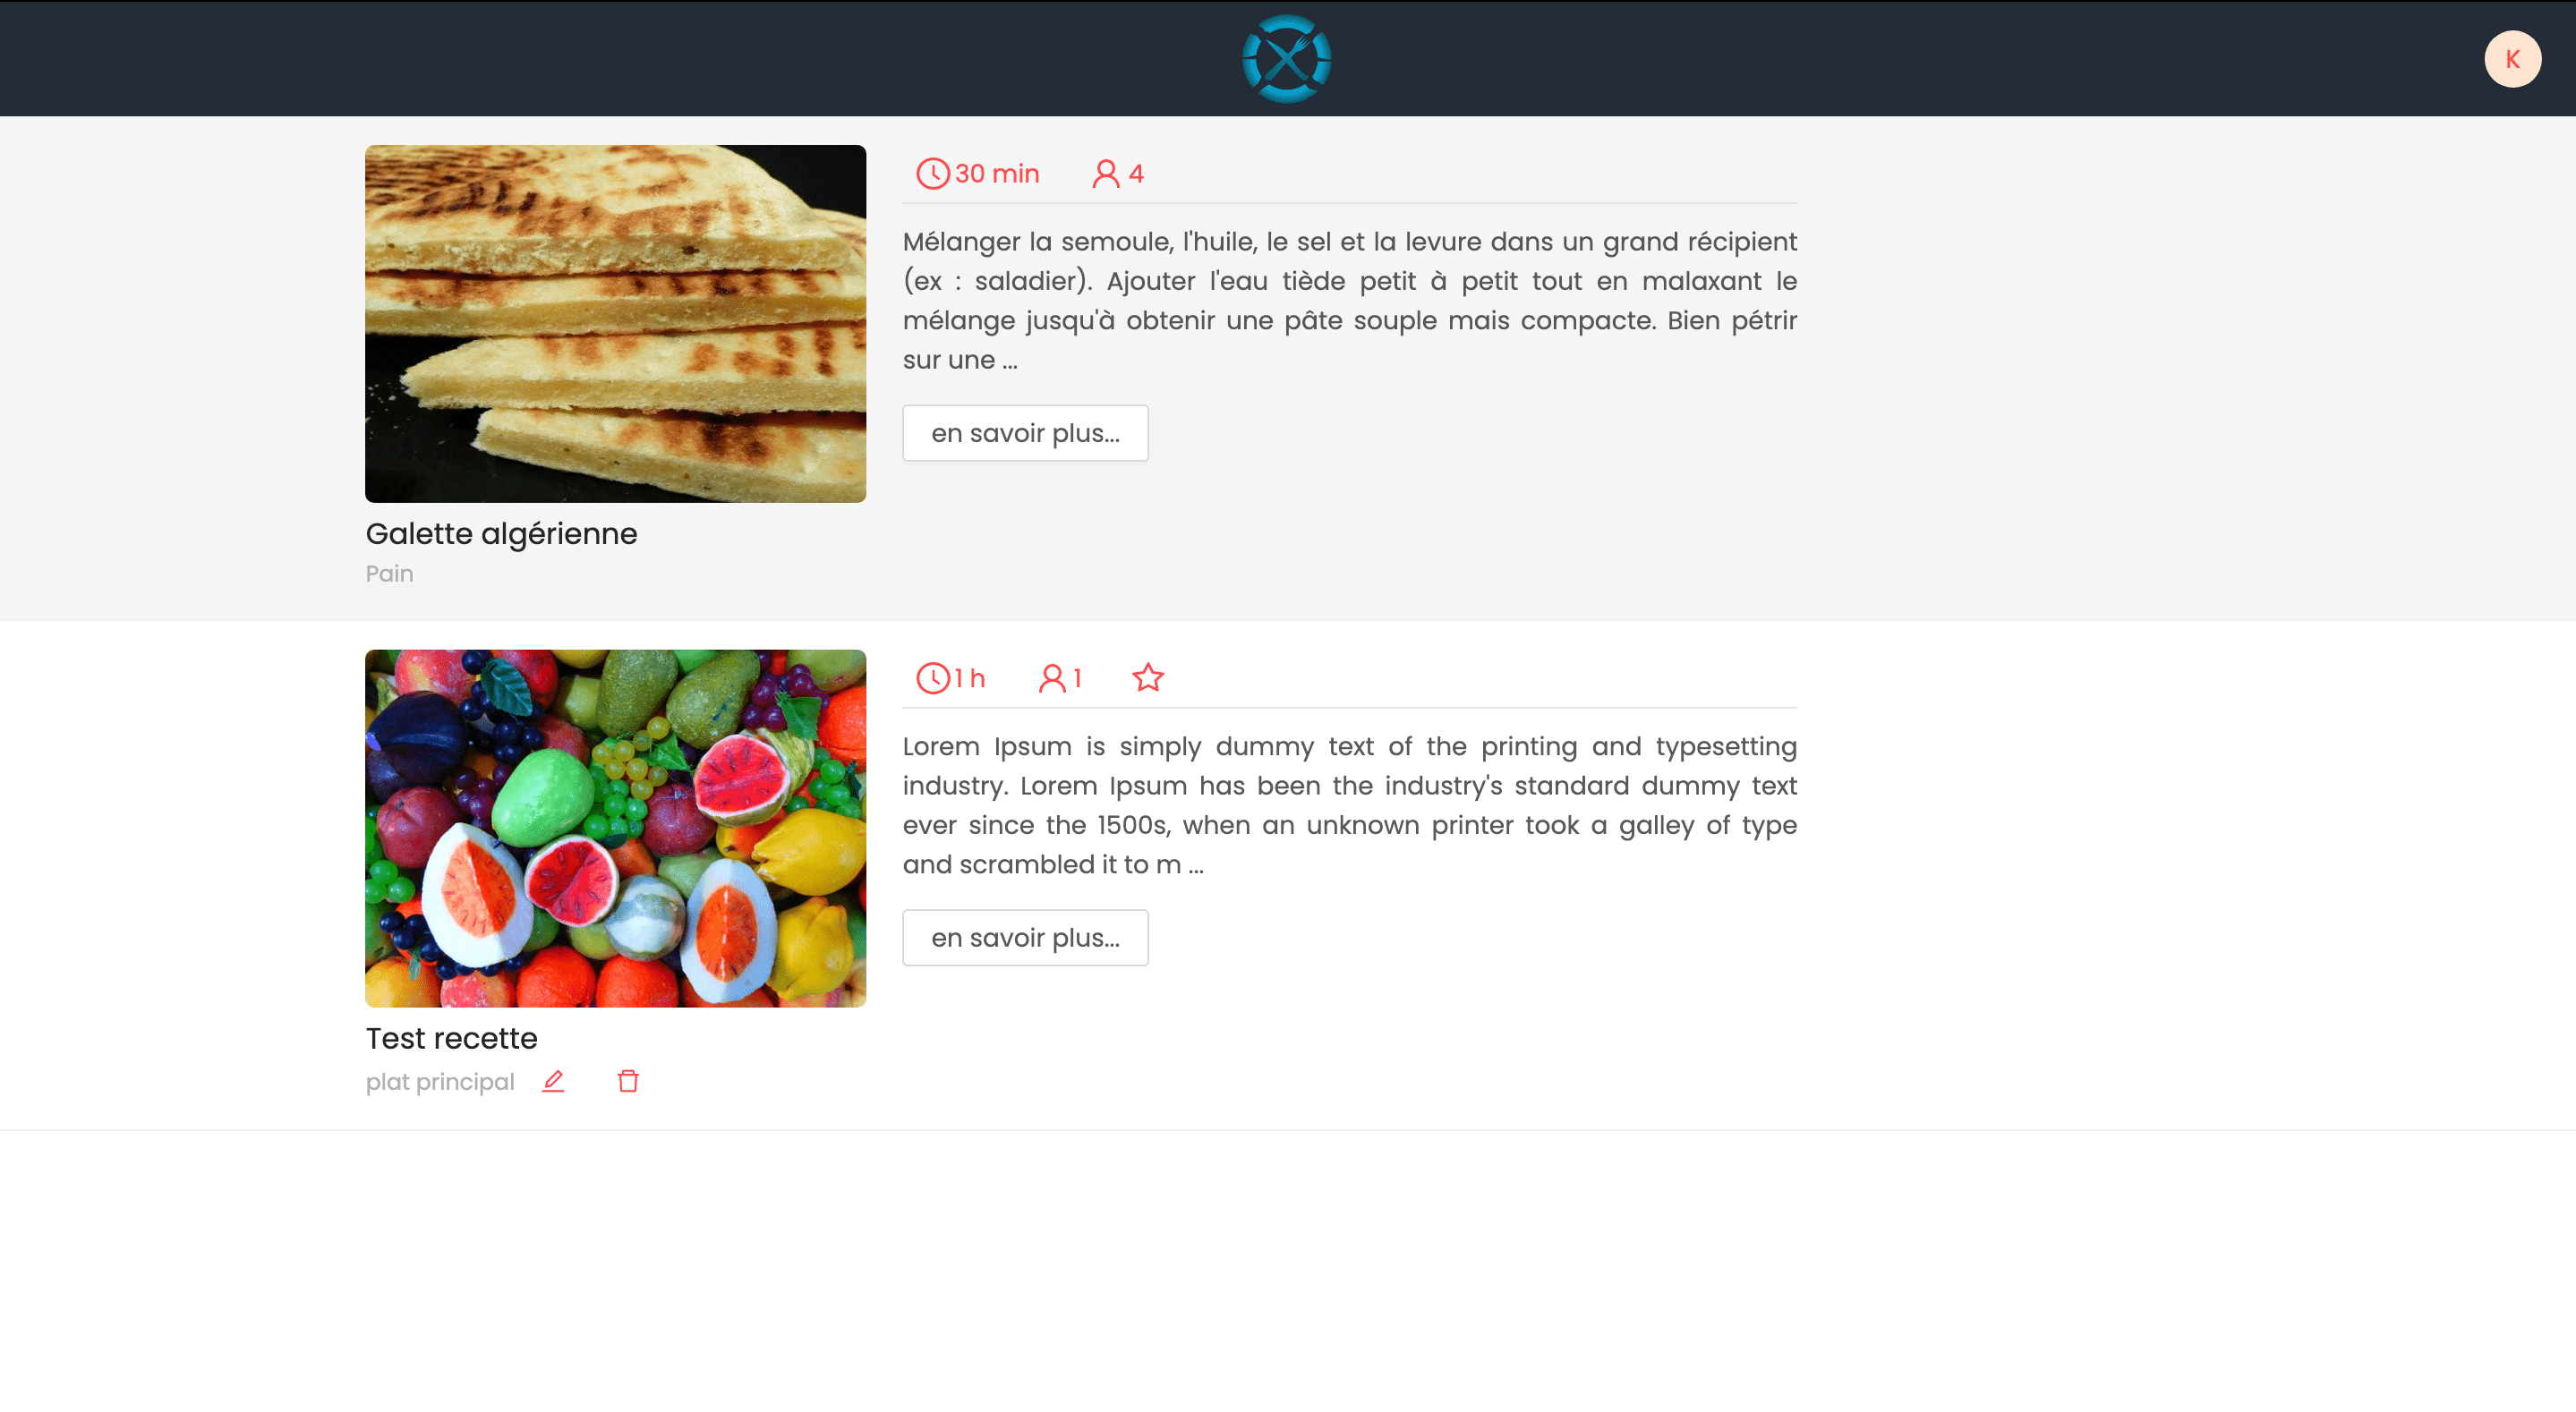 K
30 min 4
Mélanger la semoule, l'huile, le sel et la levure dans un grand récipient
(ex : saladier). Ajouter l'eau tiède petit à petit tout en malaxant le
mélange jusqu'à obtenir une pâte souple mais compacte. Bien pétrir
sur une ...
en savoir plus...
Galette algérienne
Pain
1 h 1
Lorem Ipsum is simply dummy text of the printing and typesetting
industry. Lorem Ipsum has been the industry's standard dummy text
ever since the 1500s, when an unknown printer took a galley of type
and scrambled it to m ...
en savoir plus...
Test recette
plat principal